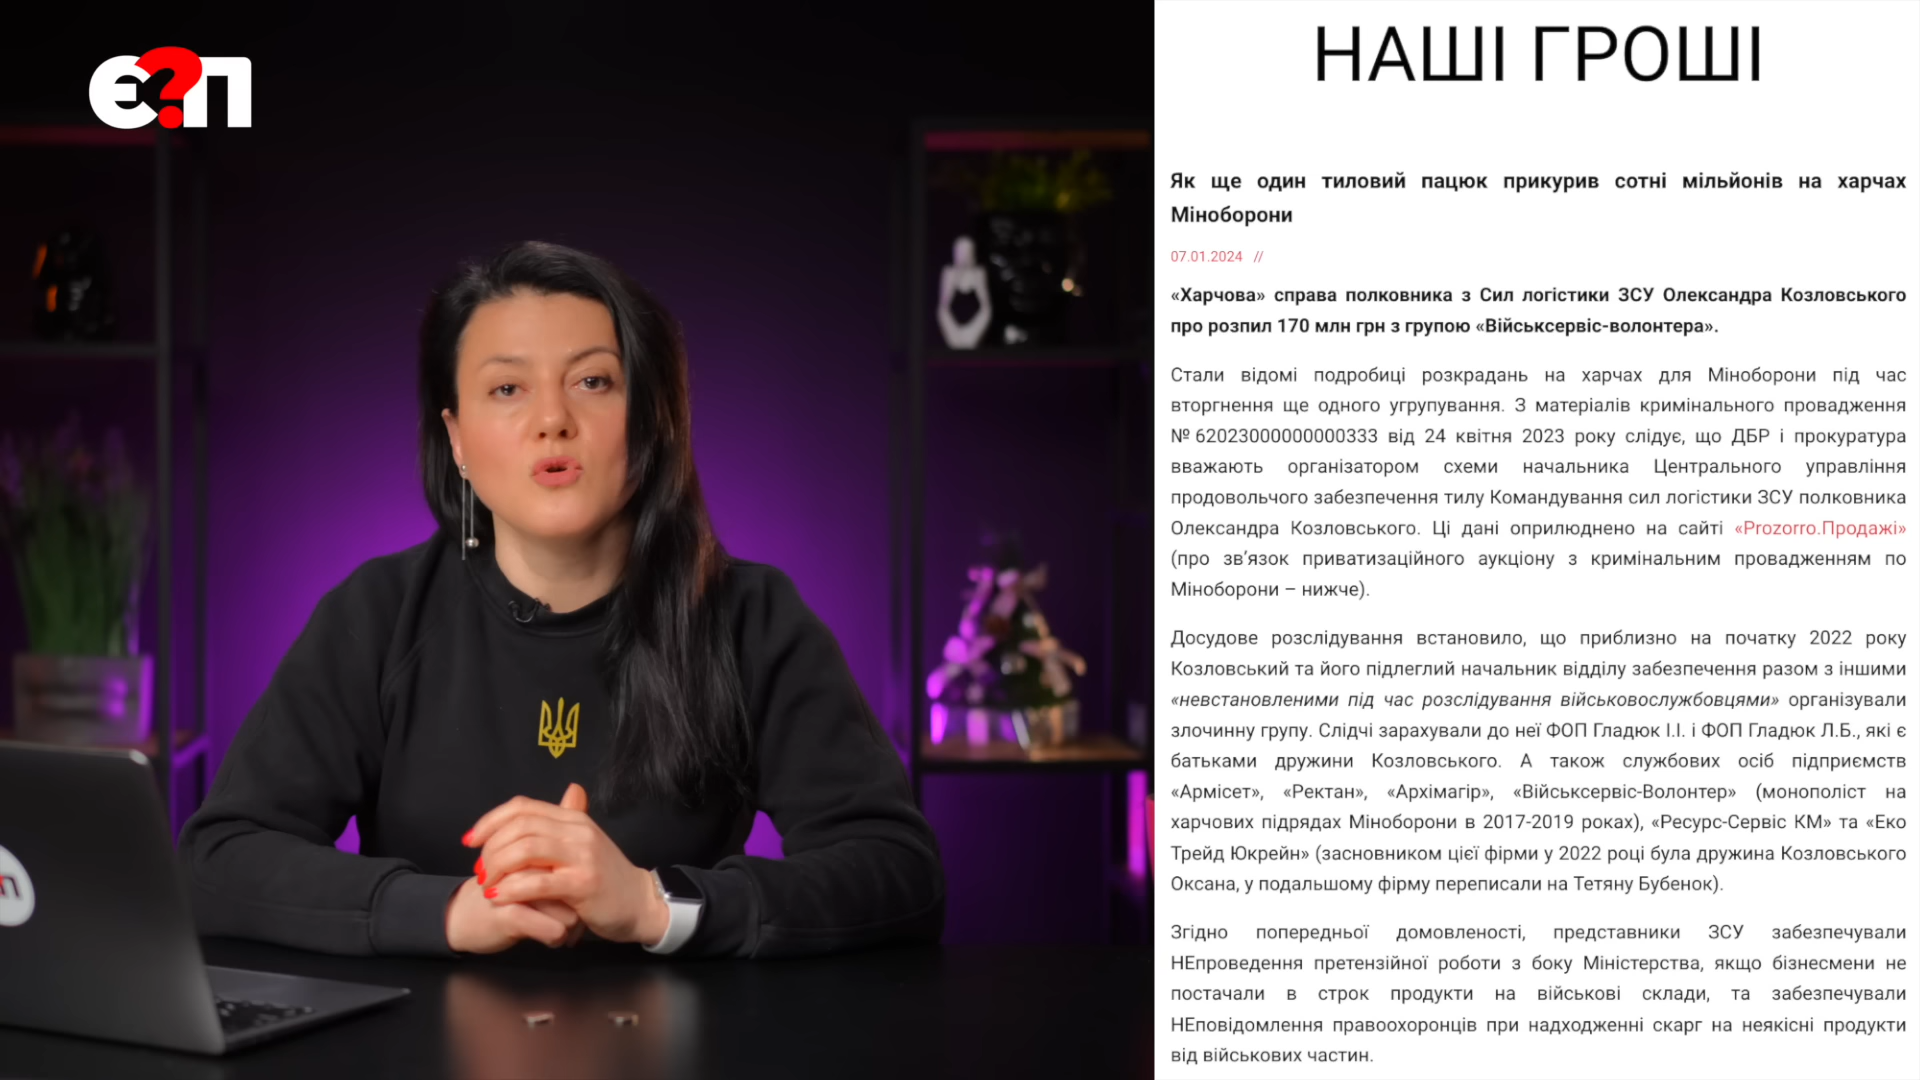 є?п
НАШІ ГРОШІ
Як ще один тиловий пацюк прикурив сотні мільйонів на харчах
Міноборони
07.01.2024 //
«Харчова» справа полковника з Сил логістики ЗСУ Олександра Козловського
про розпил 170 млн грн з групою «Військсервіс-волонтера».
Стали відомі подробиці розкрадань на харчах для Міноборони під час
вторгнення ще одного угрупування. З матеріалів кримінального провадження
№ 62023000000000333 від 24 квітня 2023 року слідує, що ДБР і прокуратура
вважають організатором схеми начальника Центрального управління
продовольчого забезпечення тилу Командування сил логістики ЗСУ полковника
Олександра Козловського. Ці дані оприлюднено на сайті «Prozorro.Продажі»
(про зв’язок приватизаційного аукціону з кримінальним провадженням по
Міноборони – нижче).
Досудове розслідування встановило, що приблизно на початку 2022 року
Козловський та його підлеглий начальник відділу забезпечення разом з іншими
«невстановленими під час розслідування військовослужбовцями» організували
злочинну групу. Слідчі зарахували до неї ФОП Гладюк І.І. і ФОП Гладюк Л.Б., які є
батьками дружини Козловського. А також службових осіб підприємств
«Армісет», «Ректан», «Архімагір», «Військсервіс-Волонтер» (монополіст на
харчових підрядах Міноборони в 2017-2019 роках), «Ресурс-Сервіс КМ» та «Еко
Трейд Юкрейн» (засновником цієї фірми у 2022 році була дружина Козловського
Оксана, у подальшому фірму переписали на Тетяну Бубенок).
Згідно попередньої домовленості, представники ЗСУ забезпечували
НЕпроведення претензійної роботи з боку Міністерства, якщо бізнесмени не
постачали в строк продукти на військові склади, та забезпечували
НЕповідомлення правоохоронців при надходженні скарг на неякісні продукти
від військових частин.